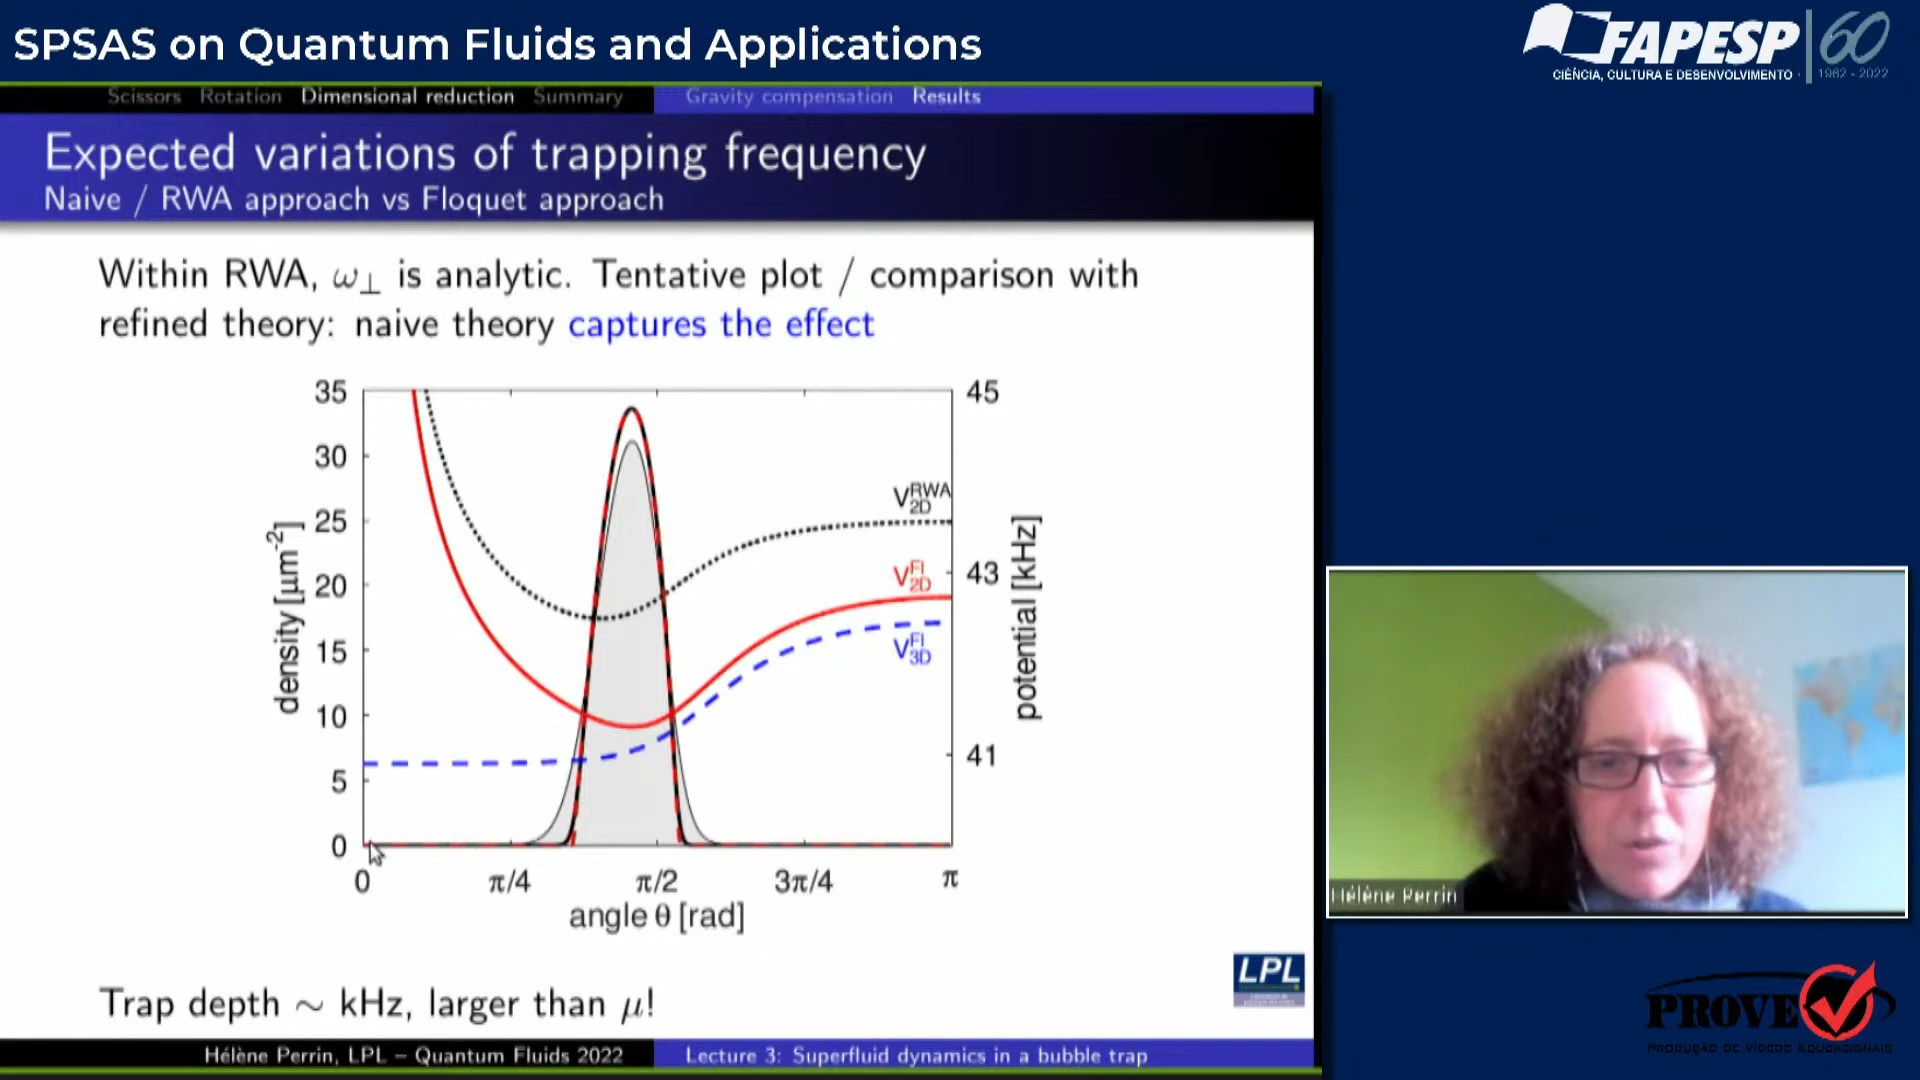 SPSAS on Quantum Fluids and Applications
FAPESP 60
CIÊNCIA, CULTURA E DESENVOLVIMENTO
1962 - 2022
Scissors Rotation Dimensional reduction Summary Gravity compensation Results
Expected variations of trapping frequency
Naive / RWA approach vs Floquet approach
Within RWA, ω⊥ is analytic. Tentative plot / comparison with
refined theory: naive theory captures the effect
35 30 25 20 15 10 5 0
density [μm⁻²]
45 43 41
potential [kHz]
V_2D^RWA
V_2D^Fl
V_3D^Fl
0 π/4 π/2 3π/4 π
angle θ [rad]
Trap depth ∼ kHz, larger than μ!
LPL
Hélène Perrin, LPL – Quantum Fluids 2022 Lecture 3: Superfluid dynamics in a bubble trap
Hélène Perrin
PROVE
PRODUÇÃO DE VÍDEOS EDUCACIONAIS